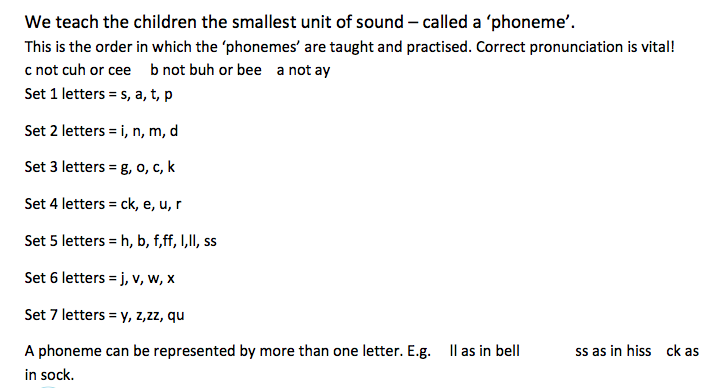 We teach the children the smallest unit of sound – called a ‘phoneme’.
This is the order in which the ‘phonemes’ are taught and practised. Correct pronunciation is vital!
c not cuh or cee b not buh or bee a not ay
Set 1 letters = s, a, t, p
Set 2 letters = i, n, m, d
Set 3 letters = g, o, c, k
Set 4 letters = ck, e, u, r
Set 5 letters = h, b, f,ff, l,ll, ss
Set 6 letters = j, v, w, x
Set 7 letters = y, z,zz, qu
A phoneme can be represented by more than one letter. E.g. ll as in bell ss as in hiss ck as
in sock.